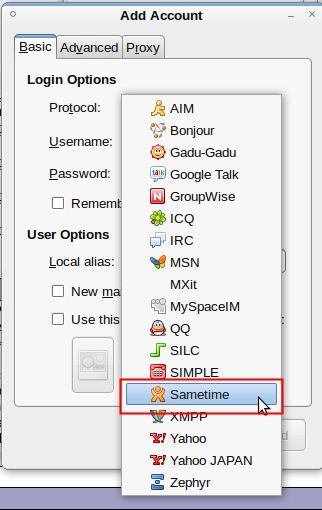 Add Account
Basic Advanced Proxy
Login Options
Protocol:
AIM
Bonjour
Gadu-Gadu
Google Talk
GroupWise
ICQ
IRC
MSN
MXit
MySpaceIM
QQ
SILC
SIMPLE
Sametime
XMPP
Yahoo
Yahoo JAPAN
Zephyr
Username:
Password:
Rememb
User Options
Local alias:
New ma
Use this